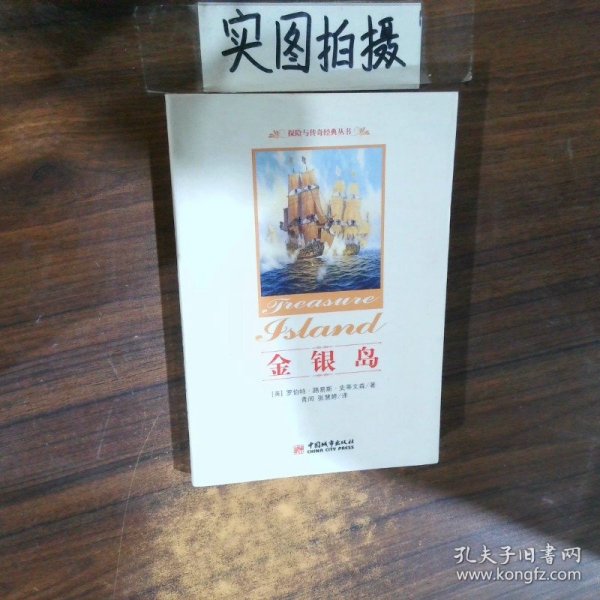 实图拍摄
探险与传奇经典丛书
Treasure
Island
金银岛
[英] 罗伯特·路易斯·史蒂文森/著
青闰 张慧婷/译
中国城市出版社
CHINA CITY PRESS
孔夫子旧书网
www.kongfz.com